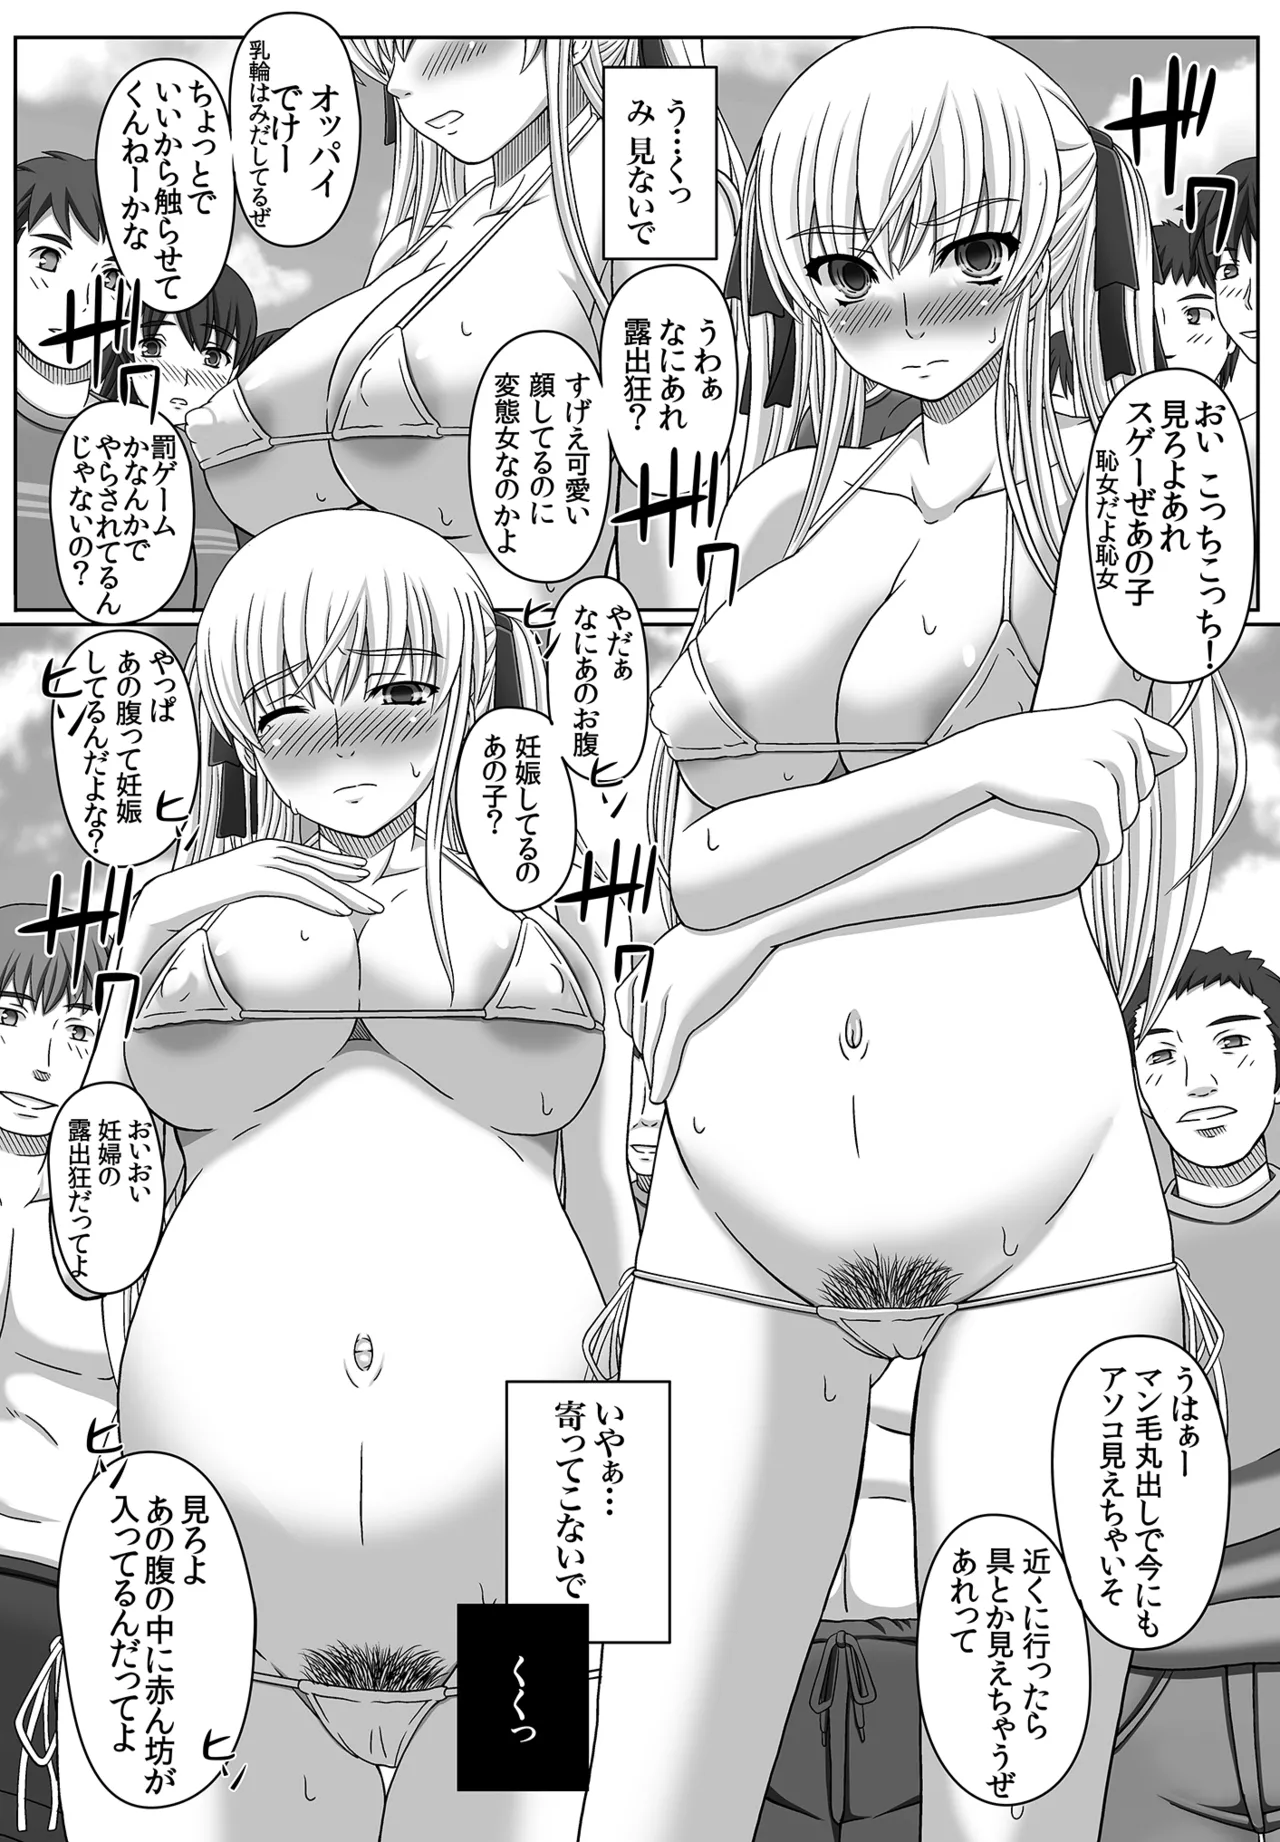 おい こっちこっち！
見ろよあれ
スゲーぜあの子
恥女だよ恥女
ザワ
う…くっ
み 見ないで
うわぁ
なにあれ
露出狂？
ザワ
すげえ可愛い
顔してるのに
変態女なのかよ
オッパイ
でけー
乳輪はみだしてるぜ
ちょっとで
いいから触らせて
くんねーかな
ザワ
罰ゲーム
かなんかで
やらされてるん
じゃないの？
やだぁ
なにあのお腹
ヒソ
ヒソ
妊娠してるの
あの子？
ザワ
やっぱ
あの腹って妊娠
してるんだよな？
ヒソ
ヒソ
ザワ
おいおい
妊婦の
露出狂だってよ
うはぁー
マン毛丸出しで今にも
アソコ見えちゃいそ
近くに行ったら
具とか見えちゃうぜ
あれって
いやぁ…
寄ってこないで
くくっ
ヒソ
見ろよ
あの腹の中に赤ん坊が
入ってるんだってよ
ヒソ